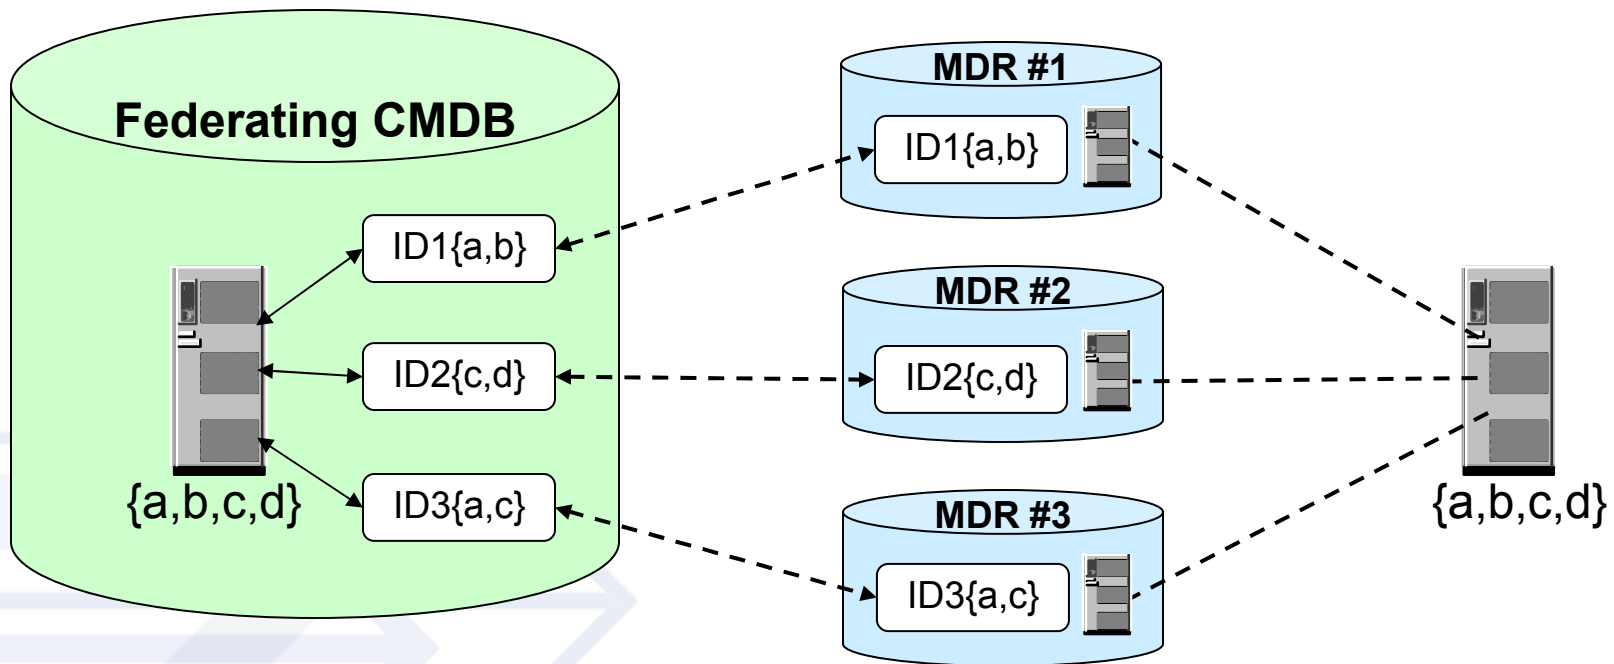 Federating CMDB
ID1{a,b}
ID2{c,d}
ID3{a,c}
{a,b,c,d}
MDR #1
ID1{a,b}
MDR #2
ID2{c,d}
MDR #3
ID3{a,c}
{a,b,c,d}